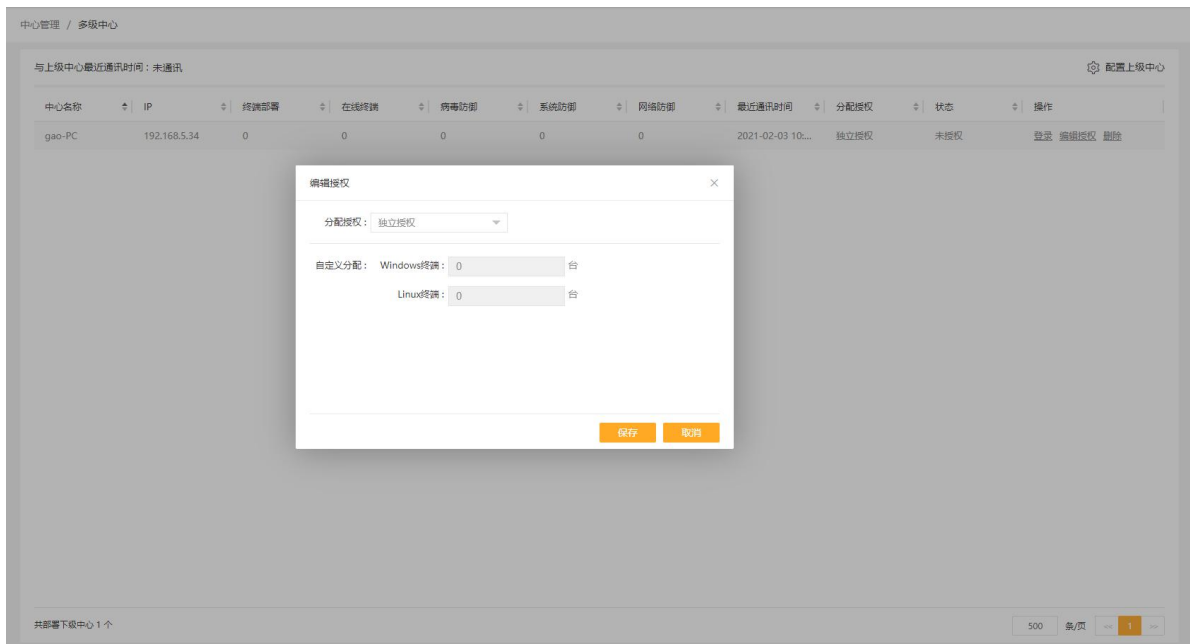 中心管理 / 多级中心
与上级中心最近通讯时间：未通讯 配置上级中心
中心名称 IP 终端部署 在线终端 病毒防御 系统防御 网络防御 最近通讯时间 分配授权 状态 操作
gao-PC 192.168.5.34 0 0 0 0 0 2021-02-03 10:... 独立授权 未授权 登录 编辑授权 删除
编辑授权
分配授权： 独立授权
自定义分配： Windows终端： 0 台
Linux终端： 0 台
保存 取消
共部署下级中心 1 个 500 条/页 1